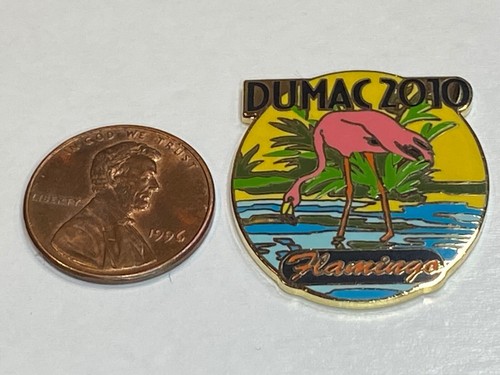 IN GOD WE TRUST
LIBERTY
1996
DUMAC 2010
Flamingo